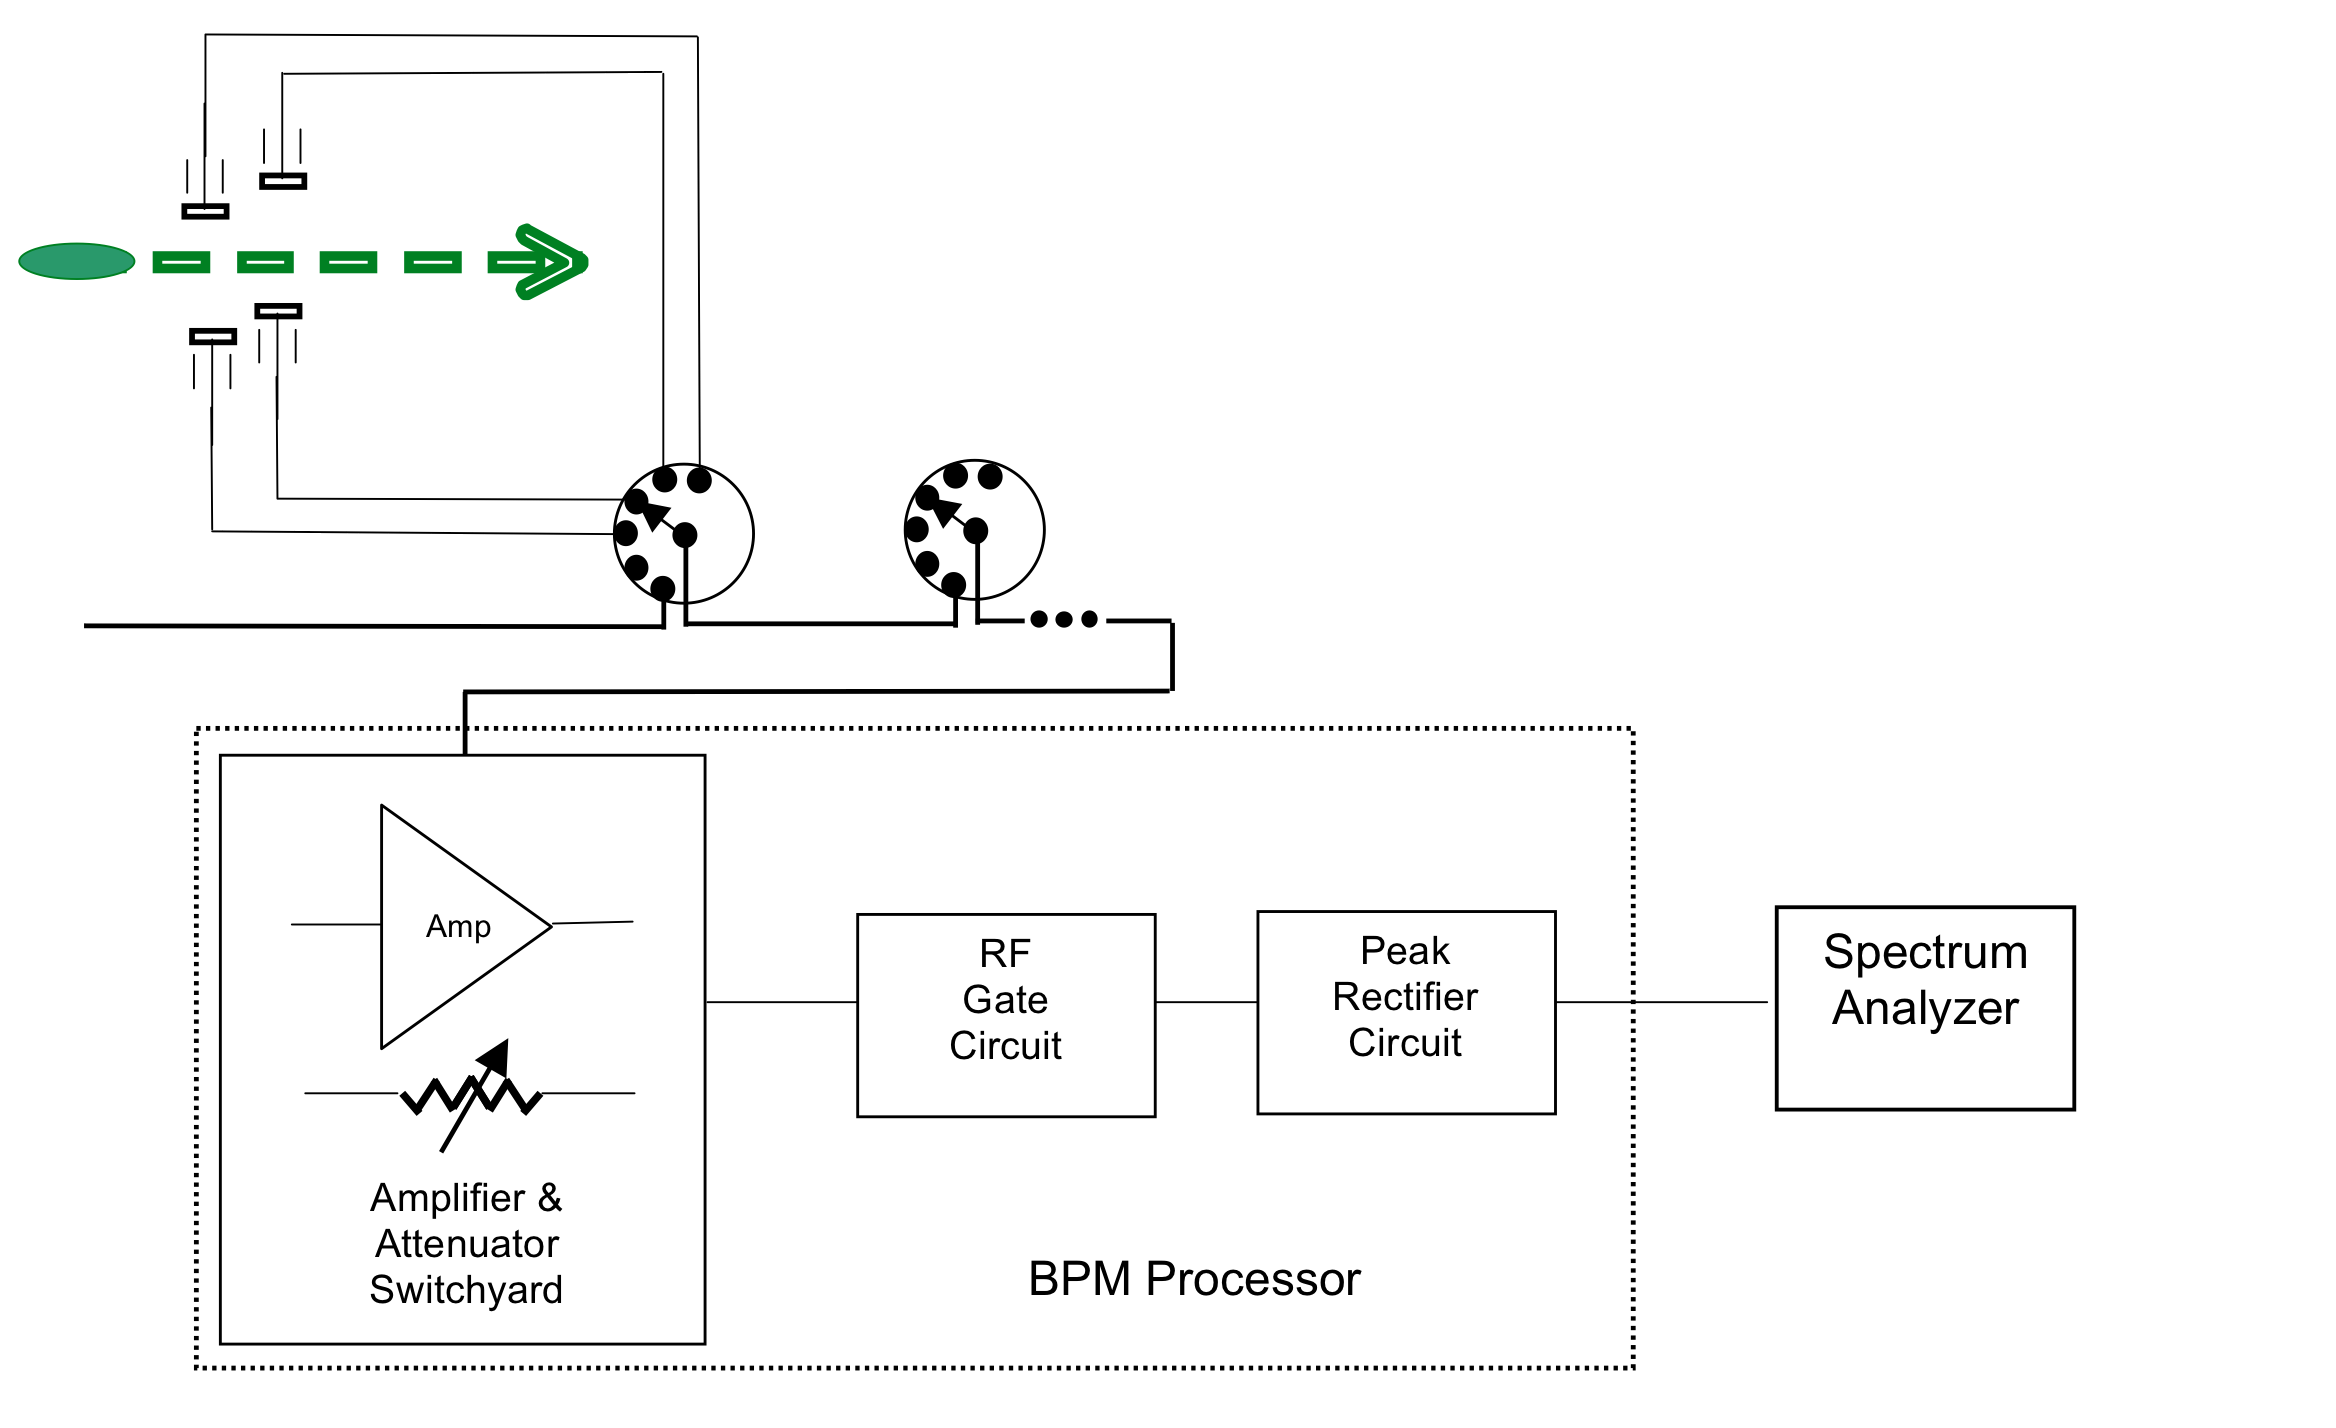 Amp
Amplifier &
Attenuator
Switchyard
RF
Gate
Circuit
Peak
Rectifier
Circuit
BPM Processor
Spectrum
Analyzer